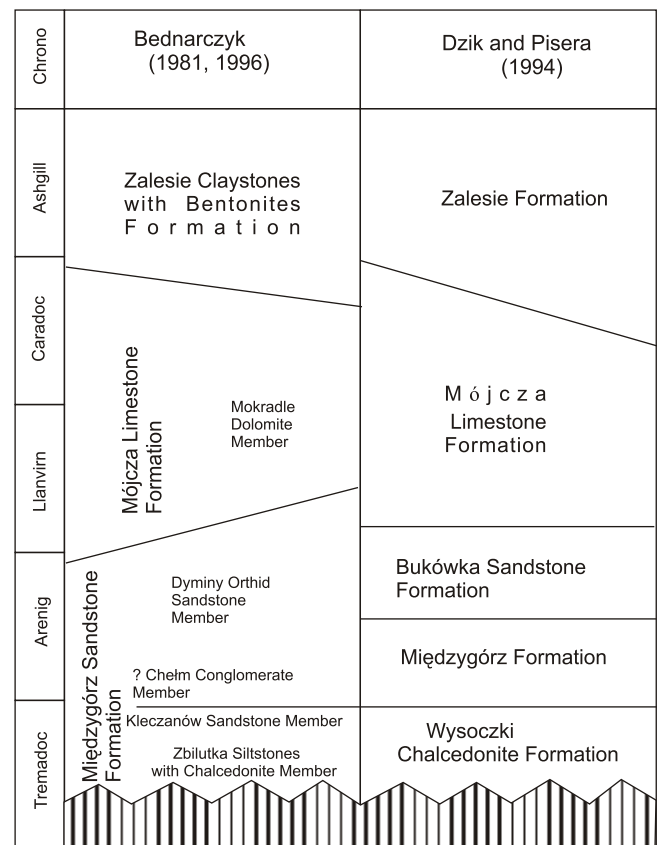 Chrono
Bednarczyk
(1981, 1996)
Dzik and Pisera
(1994)
Ashgill
Zalesie Claystones
with Bentonites
Formation
Zalesie Formation
Caradoc
Llanvirn
Mójcza Limestone
Formation
Mokradle
Dolomite
Member
Mójcza
Limestone
Formation
Arenig
Międzygórz Sandstone
Formation
Dyminy Orthid
Sandstone
Member
? Chełm Conglomerate
Member
Bukówka Sandstone
Formation
Międzygórz Formation
Tremadoc
Kleczanów Sandstone Member
Zbilutka Siltstones
with Chalcedonite Member
Wysoczki
Chalcedonite Formation